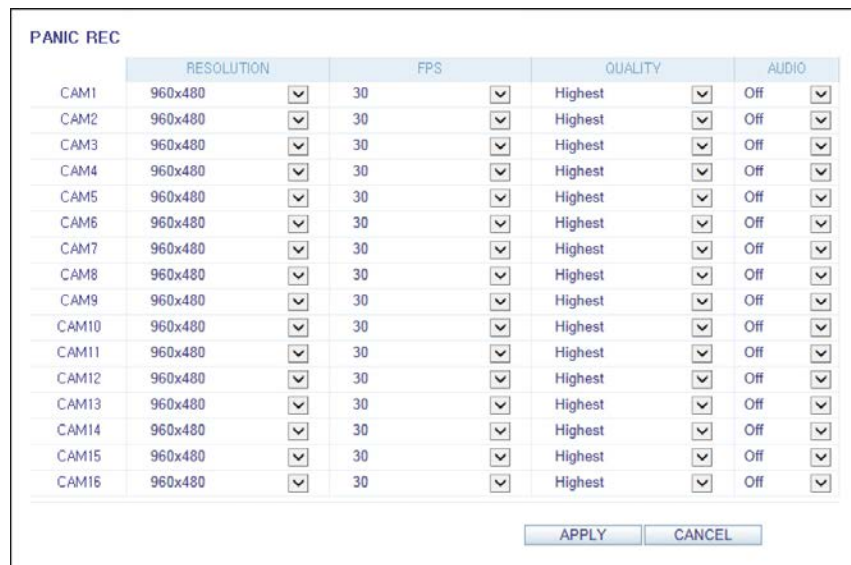 PANIC REC
RESOLUTION FPS QUALITY AUDIO
CAM1 960x480 30 Highest Off
CAM2 960x480 30 Highest Off
CAM3 960x480 30 Highest Off
CAM4 960x480 30 Highest Off
CAM5 960x480 30 Highest Off
CAM6 960x480 30 Highest Off
CAM7 960x480 30 Highest Off
CAM8 960x480 30 Highest Off
CAM9 960x480 30 Highest Off
CAM10 960x480 30 Highest Off
CAM11 960x480 30 Highest Off
CAM12 960x480 30 Highest Off
CAM13 960x480 30 Highest Off
CAM14 960x480 30 Highest Off
CAM15 960x480 30 Highest Off
CAM16 960x480 30 Highest Off
APPLY CANCEL